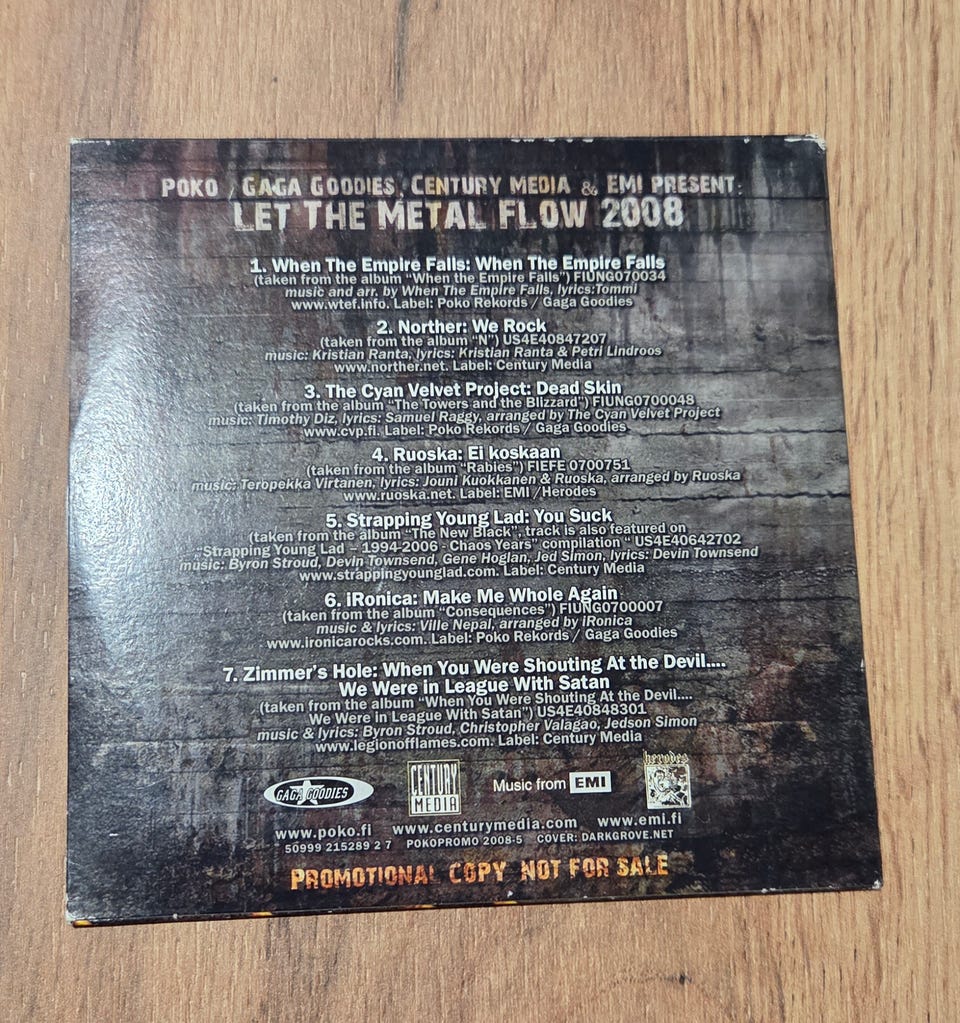 POKO / GAGA GOODIES, CENTURY MEDIA & EMI PRESENT:
LET THE METAL FLOW 2008
1. When The Empire Falls: When The Empire Falls
(taken from the album "When the Empire Falls") FIUNG070034
music and arr. by When The Empire Falls, lyrics:Tommi
www.wtef.info. Label: Poko Rekords / Gaga Goodies
2. Norther: We Rock
(taken from the album "N") US4E40847207
music: Kristian Ranta, lyrics: Kristian Ranta & Petri Lindroos
www.norther.net. Label: Century Media
3. The Cyan Velvet Project: Dead Skin
(taken from the album "The Towers and the Blizzard") FIUNG0700048
music: Timothy Diz, lyrics: Samuel Raggy, arranged by The Cyan Velvet Project
www.cvp.fi. Label: Poko Rekords / Gaga Goodies
4. Ruoska: Ei koskaan
(taken from the album "Rabies") FIEFE 0700751
music: Teropekka Virtanen, lyrics: Jouni Kuokkanen & Ruoska, arranged by Ruoska
www.ruoska.net. Label: EMI /Herodes
5. Strapping Young Lad: You Suck
(taken from the album "The New Black", track is also featured on
"Strapping Young Lad – 1994-2006 - Chaos Years" compilation " US4E40642702
music: Byron Stroud, Devin Townsend, Gene Hoglan, Jed Simon, lyrics: Devin Townsend
www.strappingyounglad.com. Label: Century Media
6. iRonica: Make Me Whole Again
(taken from the album "Consequences") FIUNG0700007
music & lyrics: Ville Nepal, arranged by iRonica
www.ironicarocks.com. Label: Poko Rekords / Gaga Goodies
7. Zimmer's Hole: When You Were Shouting At the Devil....
We Were in League With Satan
(taken from the album "When You Were Shouting At the Devil....
We Were in League With Satan") US4E40848301
music & lyrics: Byron Stroud, Christopher Valagao, Jedson Simon
www.legionofflames.com. Label: Century Media
GAGA GOODIES
CENTURY
MEDIA
Music from EMI
herodes
www.poko.fi www.centurymedia.com www.emi.fi
50999 215289 2 7 POKOPROMO 2008-5 COVER: DARKGROVE.NET
PROMOTIONAL COPY NOT FOR SALE